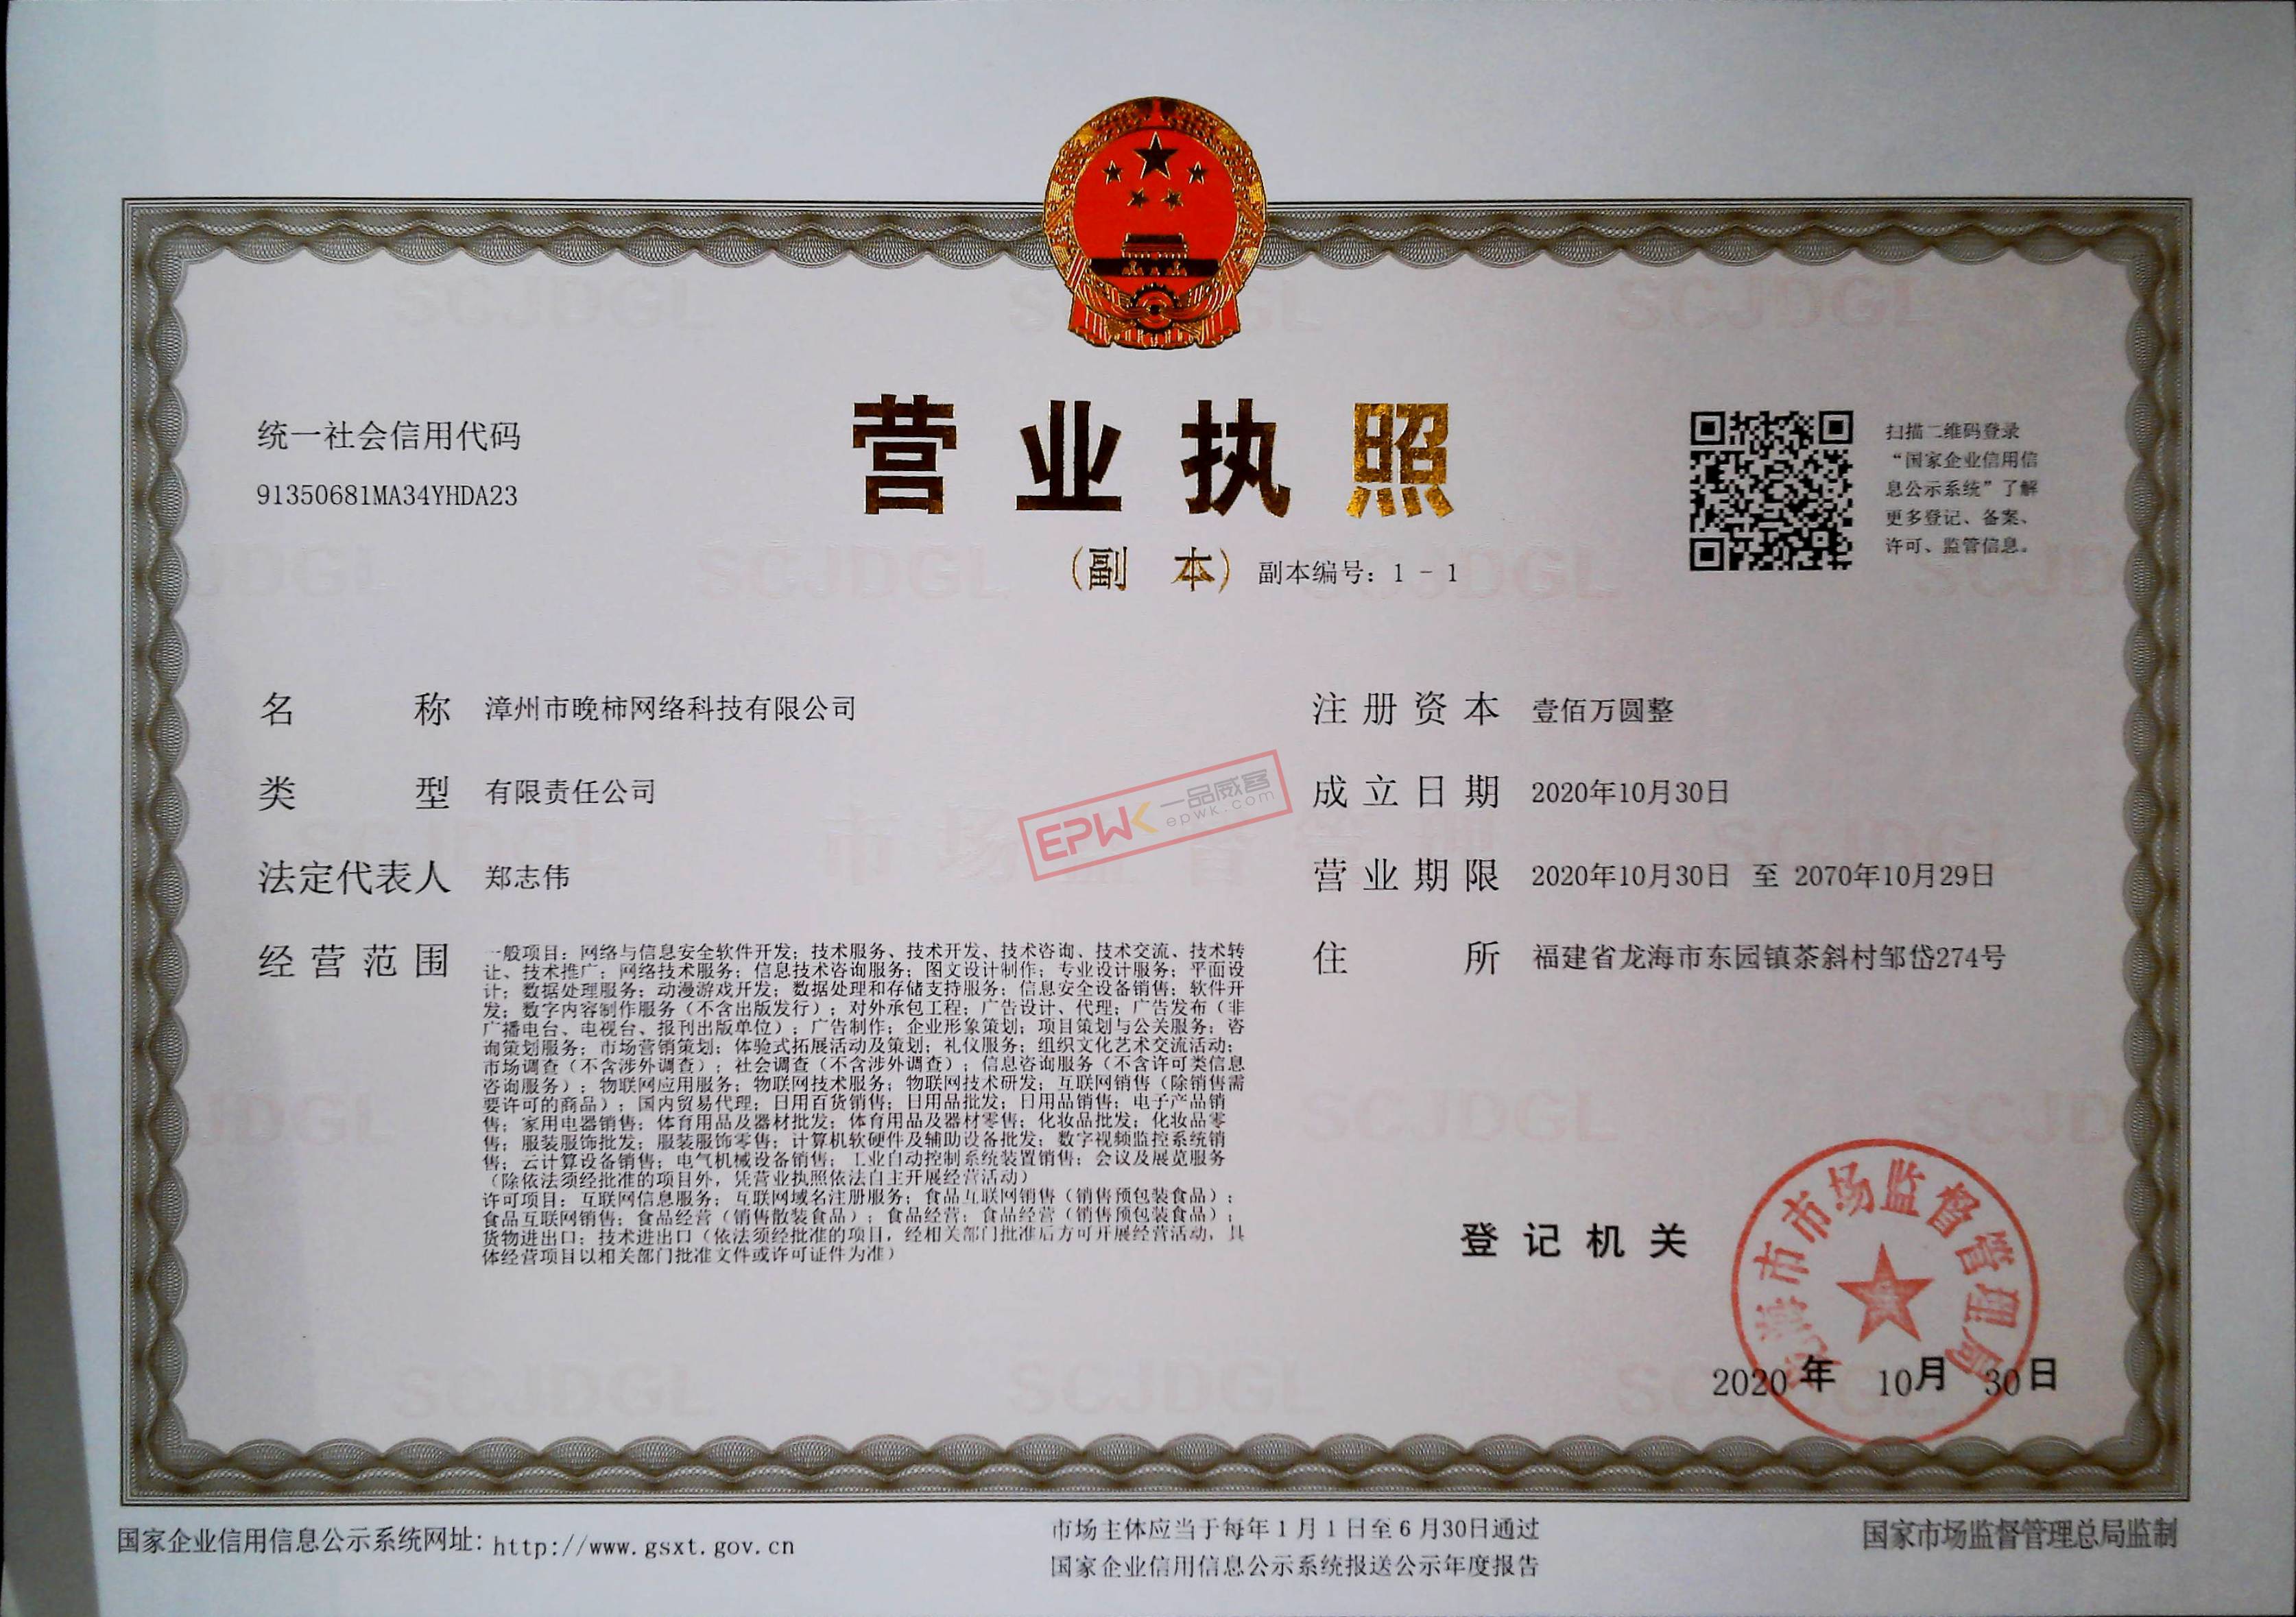 营业执照
(副 本) 副本编号：1 - 1
统一社会信用代码
91350681MA34YHDA23
扫描二维码登录
“国家企业信用信
息公示系统”了解
更多登记、备案、
许可、监管信息。
名 称 漳州市晚柿网络科技有限公司
类 型 有限责任公司
法定代表人 郑志伟
经营范围 一般项目：网络与信息安全软件开发；技术服务、技术开发、技术咨询、技术交流、技术转
让、技术推广；网络技术服务；信息技术咨询服务；图文设计制作；专业设计服务；平面设
计；数据处理服务；动漫游戏开发；数据处理和存储支持服务；信息安全设备销售；软件开
发；数字内容制作服务（不含出版发行）；对外承包工程；广告设计、代理；广告发布（非
广播电台、电视台、报刊出版单位）；广告制作；企业形象策划；项目策划与公关服务；咨
询策划服务；市场营销策划；体验式拓展活动及策划；礼仪服务；组织文化艺术交流活动；
市场调查（不含涉外调查）；社会调查（不含涉外调查）；信息咨询服务（不含许可类信息
咨询服务）；物联网应用服务；物联网技术服务；物联网技术研发；互联网销售（除销售需
要许可的商品）；国内贸易代理；日用百货销售；日用品批发；日用品销售；电子产品销
售；家用电器销售；体育用品及器材批发；体育用品及器材零售；化妆品批发；化妆品零
售；服装服饰批发；服装服饰零售；计算机软硬件及辅助设备批发；数字视频监控系统销
售；云计算设备销售；电气机械设备销售；工业自动控制系统装置销售；会议及展览服务
（除依法须经批准的项目外，凭营业执照依法自主开展经营活动）
许可项目：互联网信息服务；互联网域名注册服务；食品互联网销售（销售预包装食品）；
食品互联网销售；食品经营（销售散装食品）；食品经营；食品经营（销售预包装食品）；
货物进出口；技术进出口（依法须经批准的项目，经相关部门批准后方可开展经营活动，具
体经营项目以相关部门批准文件或许可证件为准）
注册资本 壹佰万圆整
成立日期 2020年10月30日
营业期限 2020年10月30日 至 2070年10月29日
住 所 福建省龙海市东园镇茶斜村邹岱274号
EPWK一品威客
epwk.com
登记机关
龙海市市场监督管理局
2020年 10月 30日
国家企业信用信息公示系统网址：http://www.gsxt.gov.cn
市场主体应当于每年1月1日至6月30日通过
国家企业信用信息公示系统报送公示年度报告
国家市场监督管理总局监制